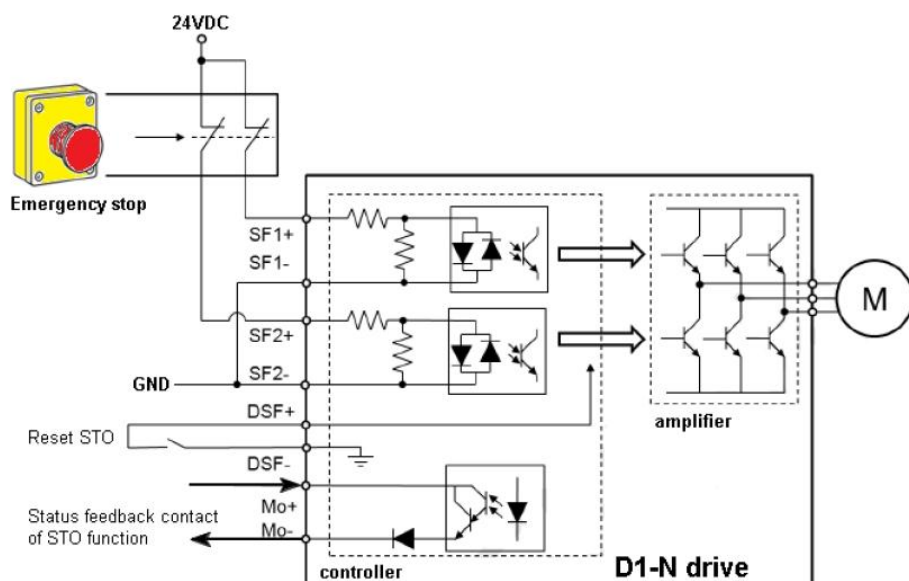 24VDC
Emergency stop
SF1+
SF1-
SF2+
GND
SF2-
DSF+
Reset STO
DSF-
Mo+
Status feedback contact
of STO function
Mo-
controller
amplifier
M
D1-N drive